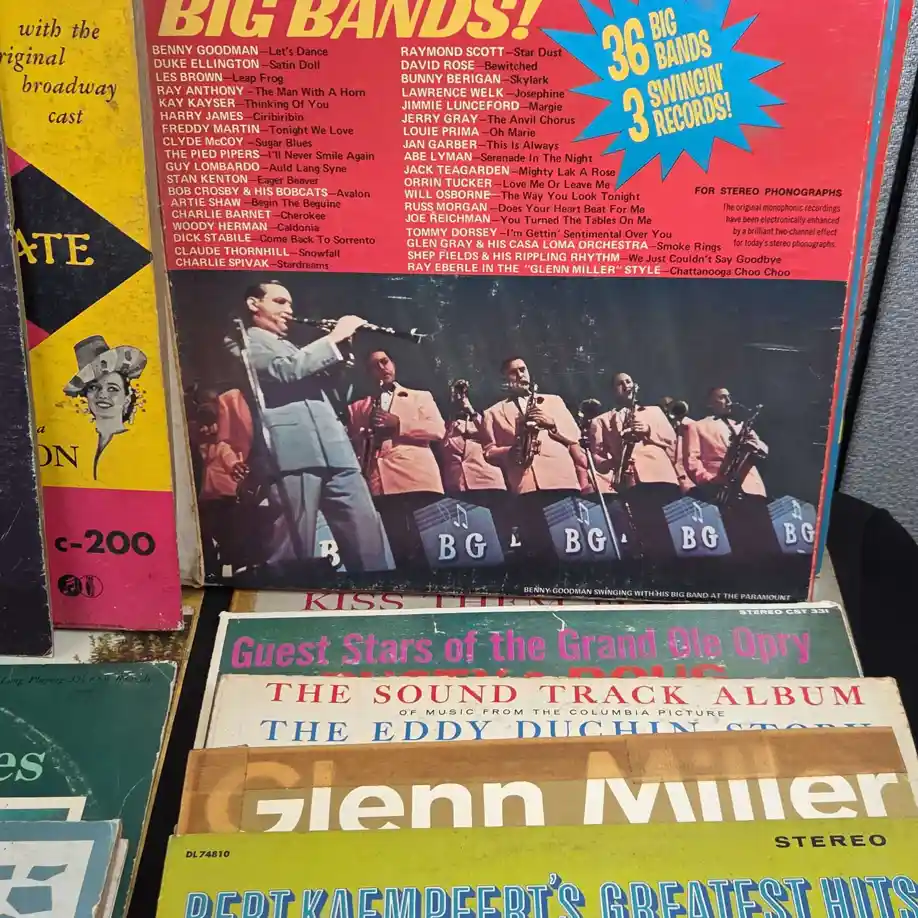 with the
riginal
broadway
cast
ATE
a
ON
c-200
BIG BANDS!
BENNY GOODMAN—Let's Dance
DUKE ELLINGTON—Satin Doll
LES BROWN—Leap Frog
RAY ANTHONY - The Man With A Horn
KAY KAYSER—Thinking Of You
HARRY JAMES—Ciribiribin
FREDDY MARTIN—Tonight We Love
CLYDE McCOY—Sugar Blues
THE PIED PIPERS—I'll Never Smile Again
GUY LOMBARDO—Auld Lang Syne
STAN KENTON—Eager Beaver
BOB CROSBY & HIS BOBCATS—Avalon
ARTIE SHAW—Begin The Beguine
CHARLIE BARNET—Cherokee
WOODY HERMAN—Caldonia
DICK STABILE—Come Back To Sorrento
CLAUDE THORNHILL—Snowfall
CHARLIE SPIVAK—Stardreams
RAYMOND SCOTT—Star Dust
DAVID ROSE—Bewitched
BUNNY BERIGAN—Skylark
LAWRENCE WELK—Josephine
JIMMIE LUNCEFORD—Margie
JERRY GRAY—The Anvil Chorus
LOUIE PRIMA—Oh Marie
JAN GARBER—This Is Always
ABE LYMAN—Serenade In The Night
JACK TEAGARDEN—Mighty Lak A Rose
ORRIN TUCKER—Love Me Or Leave Me
WILL OSBORNE—The Way You Look Tonight
RUSS MORGAN—Does Your Heart Beat For Me
JOE REICHMAN—You Turned The Tables On Me
TOMMY DORSEY—I'm Gettin' Sentimental Over You
GLEN GRAY & HIS CASA LOMA ORCHESTRA—Smoke Rings
SHEP FIELDS & HIS RIPPLING RHYTHM—We Just Couldn't Say Goodbye
RAY EBERLE IN THE "GLENN MILLER" STYLE—Chattanooga Choo Choo
36 BIG BANDS
3 SWINGIN' RECORDS!
FOR STEREO PHONOGRAPHS
The original monophonic recordings
have been electronically enhanced
by a brilliant two-channel effect
for today's stereo phonographs.
B
BG
BG
BG
BG
BENNY GOODMAN SWINGING WITH HIS BIG BAND AT THE PARAMOUNT
KISS THEM
STEREO CST 331
Guest Stars of the Grand Ole Opry
THE SOUND TRACK ALBUM
OF MUSIC FROM THE COLUMBIA PICTURE
THE EDDY DUCHIN STORY
Glenn Miller
DL 74810
STEREO
BERT KAEMPFERT'S GREATEST HITS
es